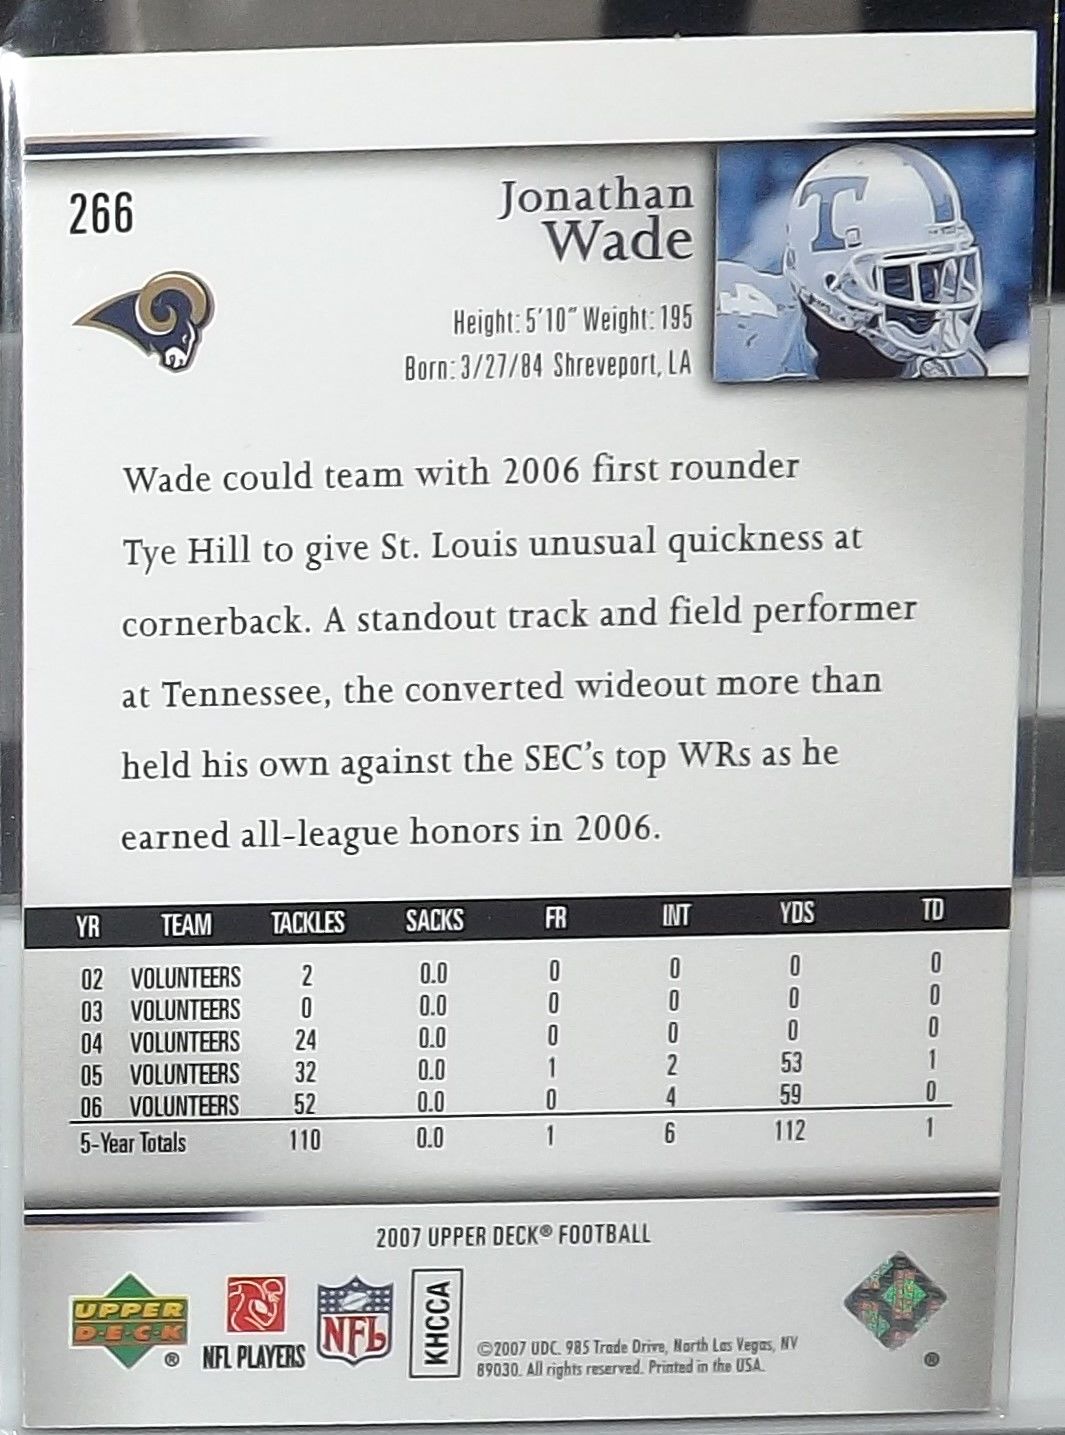 266
Jonathan
Wade
Height: 5'10" Weight: 195
Born: 3/27/84 Shreveport, LA
T
Wade could team with 2006 first rounder
Tye Hill to give St. Louis unusual quickness at
cornerback. A standout track and field performer
at Tennessee, the converted wideout more than
held his own against the SEC's top WRs as he
earned all-league honors in 2006.
YR TEAM TACKLES SACKS FR INT YDS TD
02 VOLUNTEERS 2 0.0 0 0 0 0
03 VOLUNTEERS 0 0.0 0 0 0 0
04 VOLUNTEERS 24 0.0 0 0 0 0
05 VOLUNTEERS 32 0.0 1 2 53 1
06 VOLUNTEERS 52 0.0 0 4 59 0
5-Year Totals 110 0.0 1 6 112 1
2007 UPPER DECK® FOOTBALL
UPPER
D·E·C·K
®
NFL PLAYERS
NFL
KHCCA
©2007 UDC. 985 Trade Drive, North Las Vegas, NV
89030. All rights reserved. Printed in the USA.
®